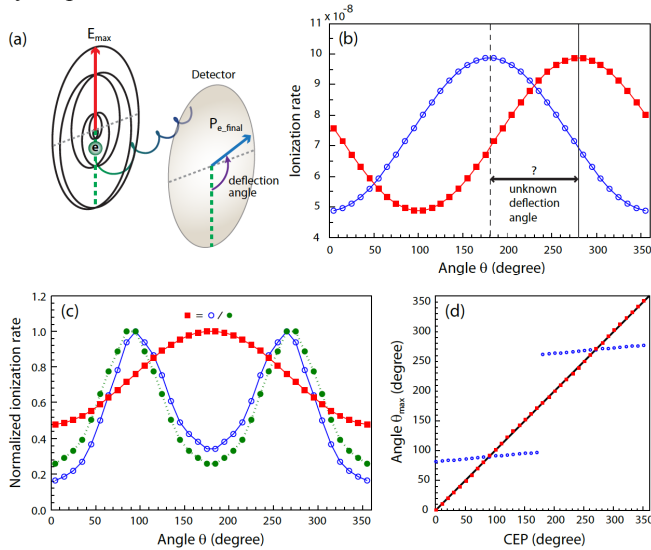 (a)
E_max
e
Detector
P_e_final
deflection
angle
(b)
Ionization rate
11
10
9
8
7
6
5
4
×10^-8
?
unknown
deflection
angle
0 50 100 150 200 250 300 350
Angle θ (degree)
(c)
Normalized ionization rate
1.2
1.0
0.8
0.6
0.4
0.2
0.0
= /
0 50 100 150 200 250 300 350
Angle θ (degree)
(d)
Angle θmax (degree)
350
300
250
200
150
100
50
0
0 50 100 150 200 250 300 350
CEP (degree)